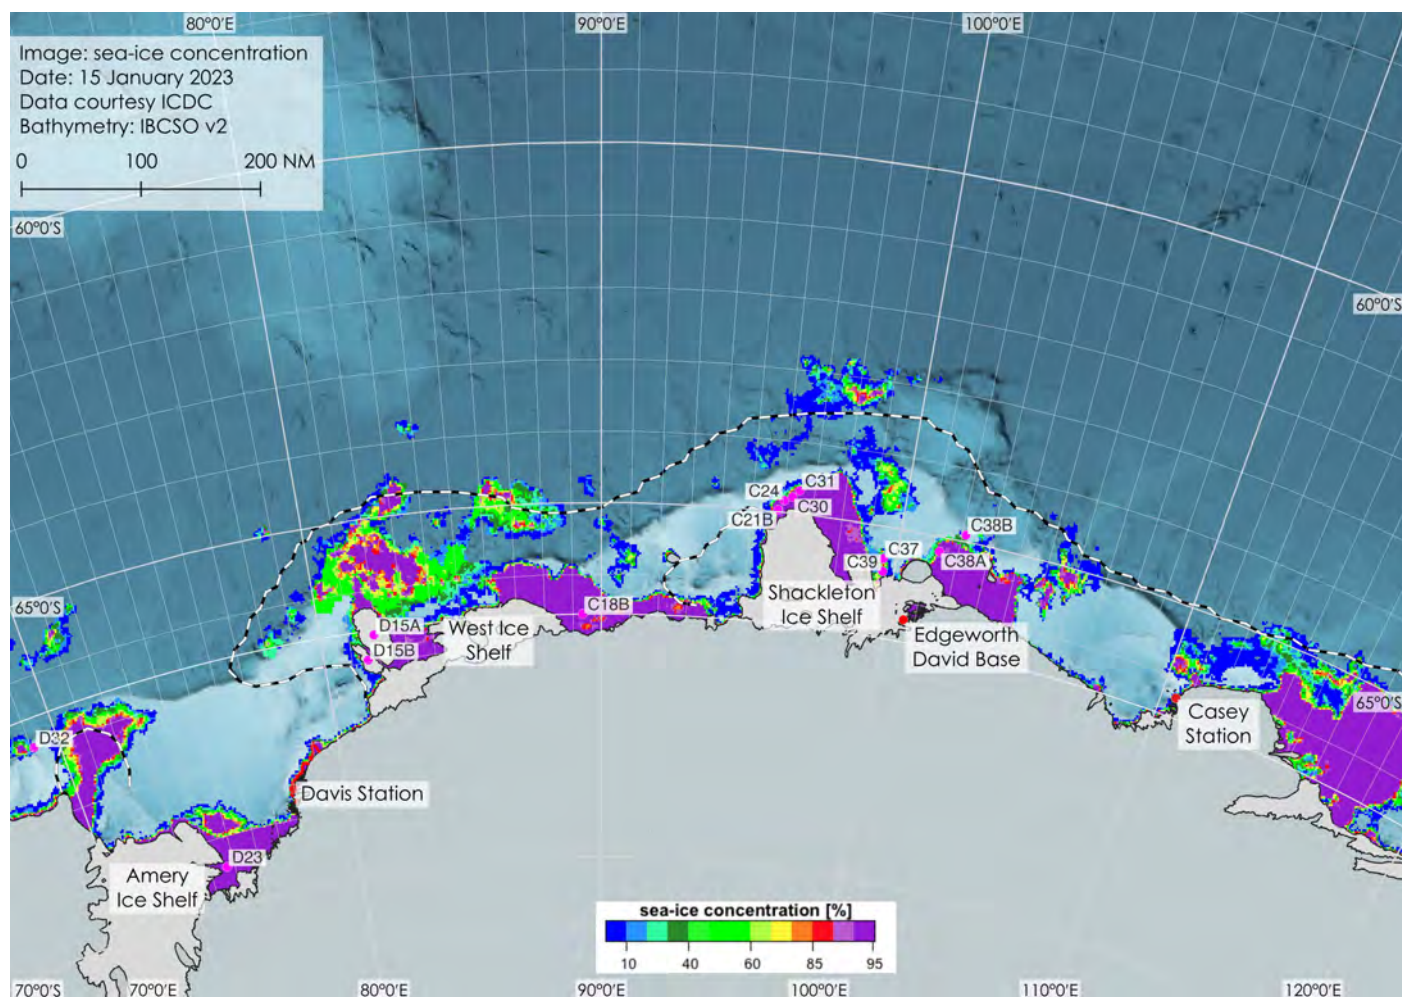 80°0'E
90°0'E
100°0'E
Image: sea-ice concentration
Date: 15 January 2023
Data courtesy ICDC
Bathymetry: IBCSO v2
0 100 200 NM
60°0'S
60°0'S
C24
C31
C30
C21B
C38B
C37
C39
C38A
65°0'S
D15A
C18B
West Ice
Shelf
D15B
Shackleton
Ice Shelf
Edgeworth
David Base
65°0'S
D32
Casey
Station
Davis Station
D23
Amery
Ice Shelf
sea-ice concentration [%]
10 40 60 85 95
70°0'S
70°0'E
80°0'E
90°0'E
100°0'E
110°0'E
120°0'E